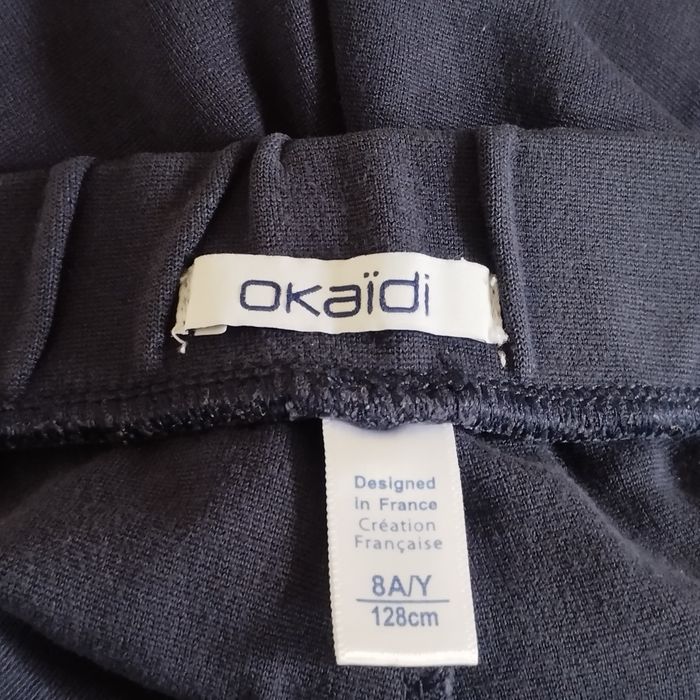 okaïdi
Designed
in France
Création
Française
8A/Y
128cm